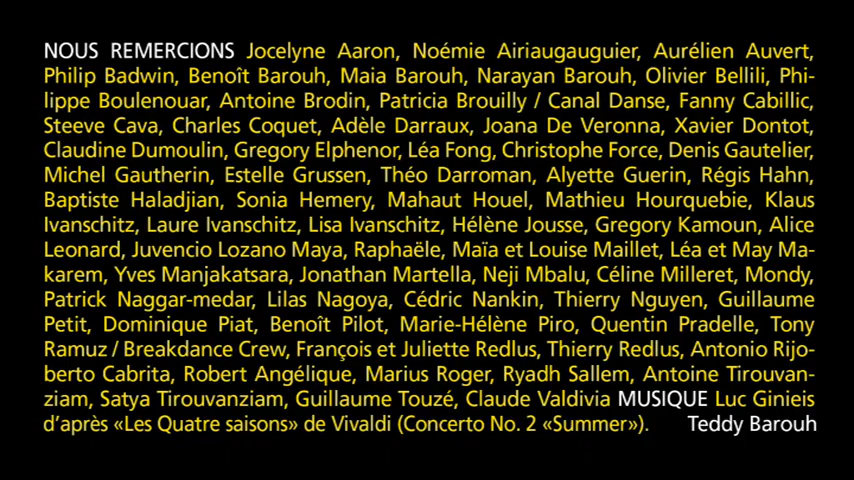 NOUS REMERCIONS Jocelyne Aaron, Noémie Airiaugauguier, Aurélien Auvert,
Philip Badwin, Benoît Barouh, Maia Barouh, Narayan Barouh, Olivier Bellili, Phi-
lippe Boulenouar, Antoine Brodin, Patricia Brouilly / Canal Danse, Fanny Cabillic,
Steeve Cava, Charles Coquet, Adèle Darraux, Joana De Veronna, Xavier Dontot,
Claudine Dumoulin, Gregory Elphenor, Léa Fong, Christophe Force, Denis Gautelier,
Michel Gautherin, Estelle Grussen, Théo Darroman, Alyette Guerin, Régis Hahn,
Baptiste Haladjian, Sonia Hemery, Mahaut Houel, Mathieu Hourquebie, Klaus
Ivanschitz, Laure Ivanschitz, Lisa Ivanschitz, Hélène Jousse, Gregory Kamoun, Alice
Leonard, Juvencio Lozano Maya, Raphaële, Maïa et Louise Maillet, Léa et May Ma-
karem, Yves Manjakatsara, Jonathan Martella, Neji Mbalu, Céline Milleret, Mondy,
Patrick Naggar-medar, Lilas Nagoya, Cédric Nankin, Thierry Nguyen, Guillaume
Petit, Dominique Piat, Benoît Pilot, Marie-Hélène Piro, Quentin Pradelle, Tony
Ramuz / Breakdance Crew, François et Juliette Redlus, Thierry Redlus, Antonio Rijo-
berto Cabrita, Robert Angélique, Marius Roger, Ryadh Sallem, Antoine Tirouvan-
ziam, Satya Tirouvanziam, Guillaume Touzé, Claude Valdivia MUSIQUE Luc Ginieis
d'après «Les Quatre saisons» de Vivaldi (Concerto No. 2 «Summer»). Teddy Barouh